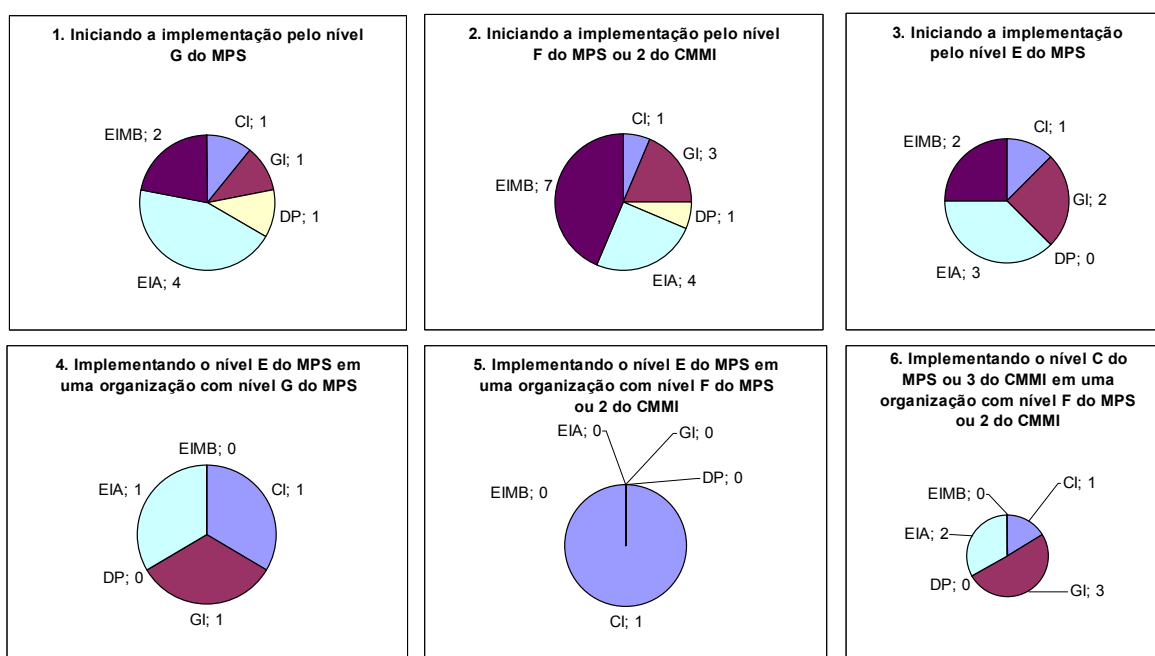 1. Iniciando a implementação pelo nível
G do MPS
EIMB; 2
CI; 1
GI; 1
DP; 1
EIA; 4
2. Iniciando a implementação pelo nível
F do MPS ou 2 do CMMI
CI; 1
GI; 3
EIMB; 7
DP; 1
EIA; 4
3. Iniciando a implementação
pelo nível E do MPS
EIMB; 2
CI; 1
GI; 2
DP; 0
EIA; 3
4. Implementando o nível E do MPS em
uma organização com nível G do MPS
EIMB; 0
EIA; 1
CI; 1
DP; 0
GI; 1
5. Implementando o nível E do MPS em
uma organização com nível F do MPS
ou 2 do CMMI
EIA; 0
GI; 0
DP; 0
EIMB; 0
CI; 1
6. Implementando o nível C do
MPS ou 3 do CMMI em uma
organização com nível F do MPS
ou 2 do CMMI
EIMB; 0
CI; 1
EIA; 2
DP; 0
GI; 3